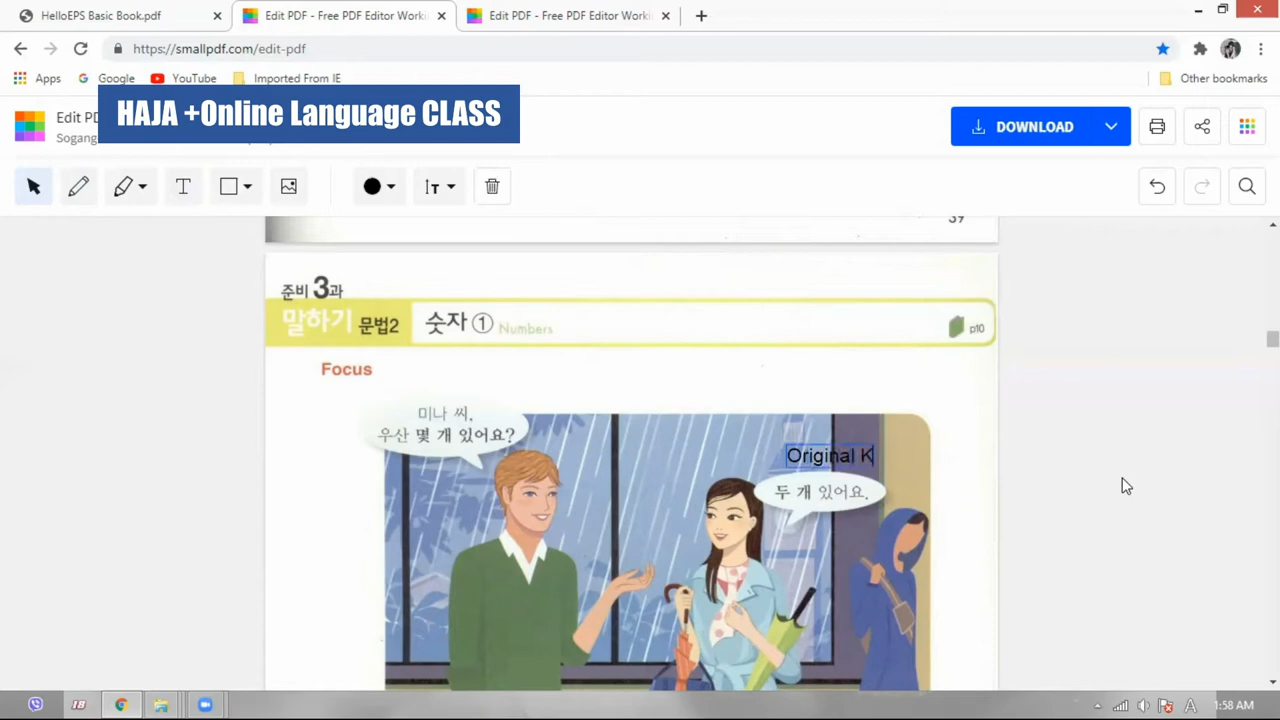 HelloEPS Basic Book.pdf
Edit PDF - Free PDF Editor Worki
Edit PDF - Free PDF Editor Worki
https://smallpdf.com/edit-pdf
Apps
Google
YouTube
Imported From IE
Other bookmarks
HAJA +Online Language CLASS
Edit PD
Sogang
DOWNLOAD
T
T
39
준비 3과
말하기 문법2
숫자 ① Numbers
p10
Focus
미나 씨,
우산 몇 개 있어요?
Original K
두 개 있어요.
18
A
1:58 AM